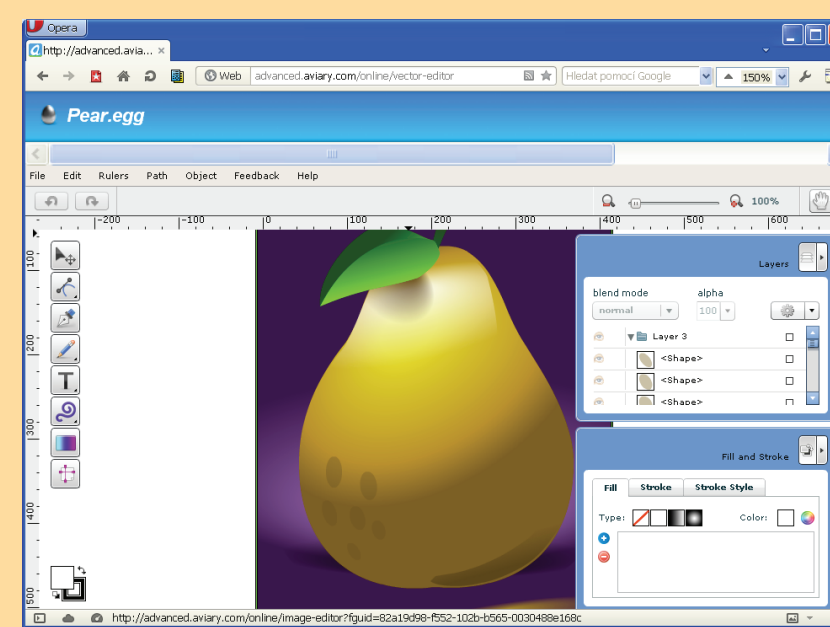 Opera
http://advanced.avia... ×
Web advanced.aviary.com/online/vector-editor Hledat pomocí Google 150%
Pear.egg
File Edit Rulers Path Object Feedback Help
100%
-200 -100 0 100 200 300 400 500 600
100
200
300
400
500
T
Layers
blend mode alpha
normal 100
Layer 3
<Shape>
<Shape>
<Shape>
Fill and Stroke
Fill Stroke Stroke Style
Type: Color:
http://advanced.aviary.com/online/image-editor?fguid=82a19d98-f552-102b-b565-0030488e168c